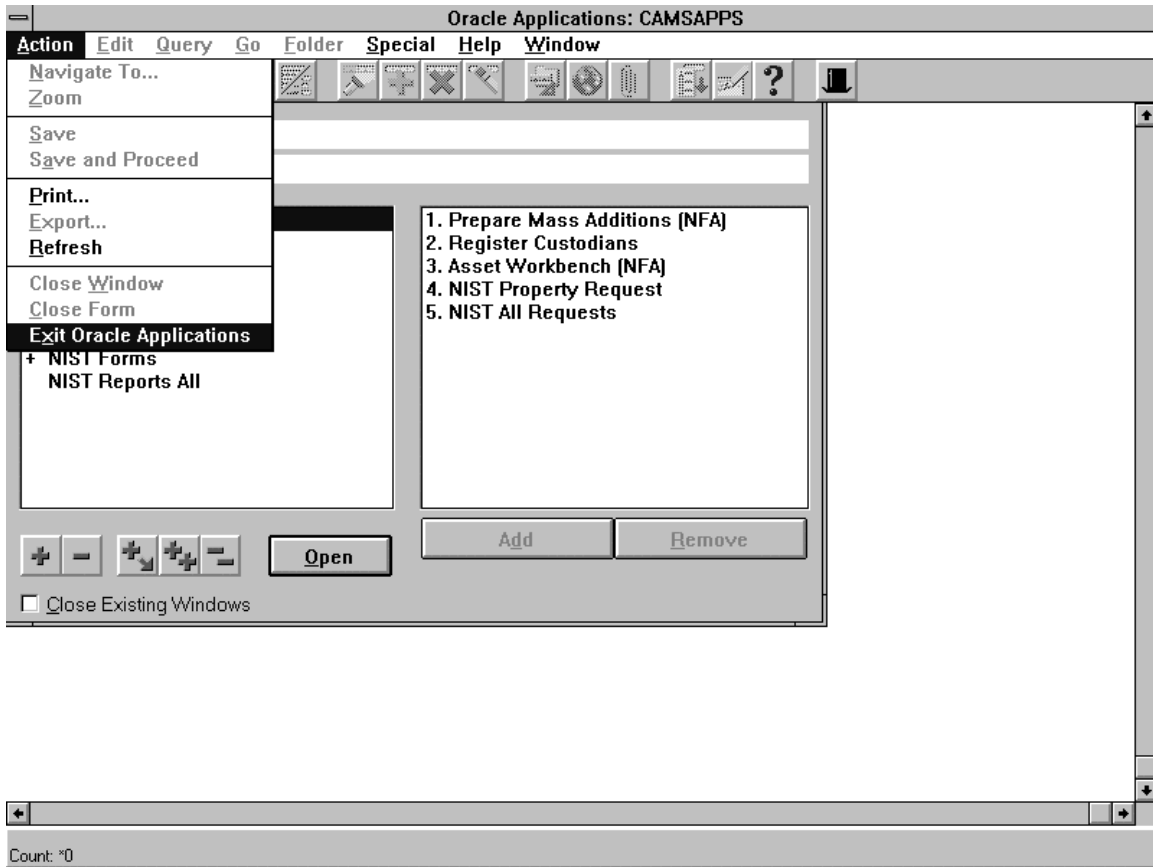 Oracle Applications: CAMSAPPS
Action Edit Query Go Folder Special Help Window
Navigate To...
Zoom
Save
Save and Proceed
Print...
Export...
Refresh
Close Window
Close Form
Exit Oracle Applications
+ NIST Forms
NIST Reports All
1. Prepare Mass Additions (NFA)
2. Register Custodians
3. Asset Workbench (NFA)
4. NIST Property Request
5. NIST All Requests
Add Remove
Open
Close Existing Windows
Count: *0